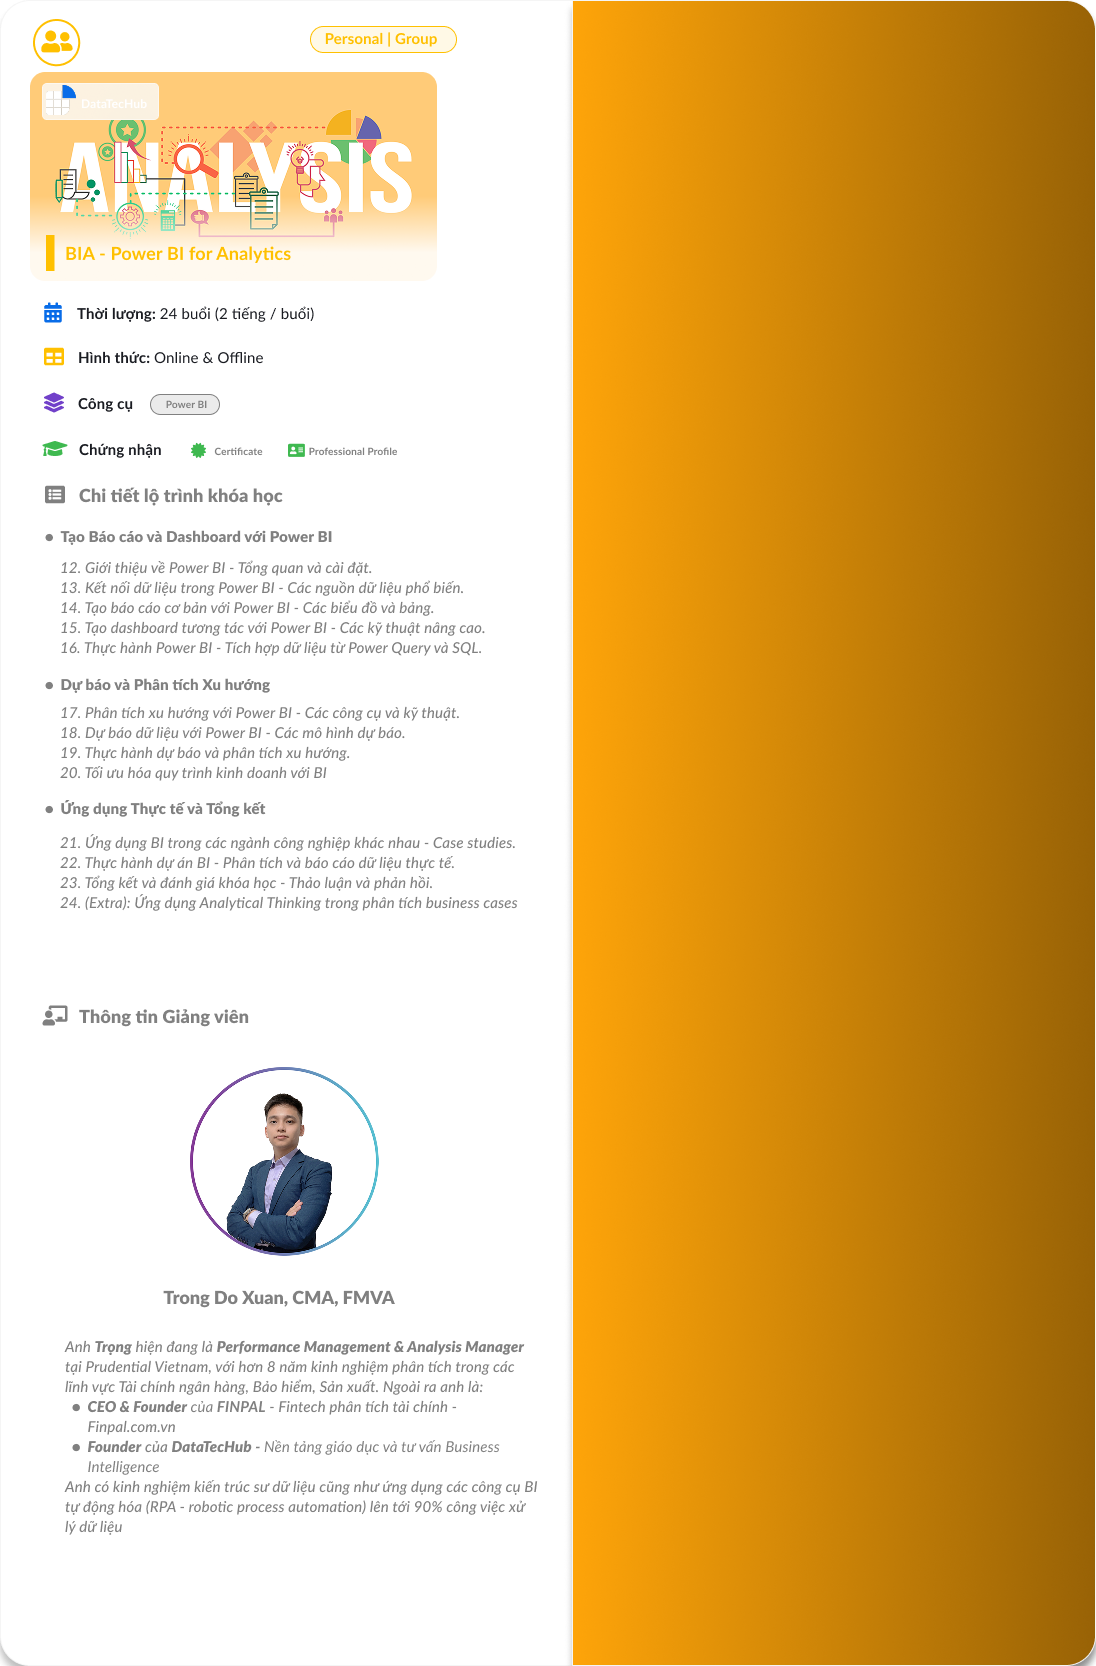 Personal | Group
DataTecHub
ANALYSIS
BIA - Power BI for Analytics
Thời lượng: 24 buổi (2 tiếng / buổi)
Hình thức: Online & Offline
Công cụ Power BI
Chứng nhận Certificate Professional Profile
Chi tiết lộ trình khóa học
• Tạo Báo cáo và Dashboard với Power BI
12. Giới thiệu về Power BI - Tổng quan và cài đặt.
13. Kết nối dữ liệu trong Power BI - Các nguồn dữ liệu phổ biến.
14. Tạo báo cáo cơ bản với Power BI - Các biểu đồ và bảng.
15. Tạo dashboard tương tác với Power BI - Các kỹ thuật nâng cao.
16. Thực hành Power BI - Tích hợp dữ liệu từ Power Query và SQL.
• Dự báo và Phân tích Xu hướng
17. Phân tích xu hướng với Power BI - Các công cụ và kỹ thuật.
18. Dự báo dữ liệu với Power BI - Các mô hình dự báo.
19. Thực hành dự báo và phân tích xu hướng.
20. Tối ưu hóa quy trình kinh doanh với BI
• Ứng dụng Thực tế và Tổng kết
21. Ứng dụng BI trong các ngành công nghiệp khác nhau - Case studies.
22. Thực hành dự án BI - Phân tích và báo cáo dữ liệu thực tế.
23. Tổng kết và đánh giá khóa học - Thảo luận và phản hồi.
24. (Extra): Ứng dụng Analytical Thinking trong phân tích business cases
Thông tin Giảng viên
Trong Do Xuan, CMA, FMVA
Anh Trọng hiện đang là Performance Management & Analysis Manager
tại Prudential Vietnam, với hơn 8 năm kinh nghiệm phân tích trong các
lĩnh vực Tài chính ngân hàng, Bảo hiểm, Sản xuất. Ngoài ra anh là:
• CEO & Founder của FINPAL - Fintech phân tích tài chính -
Finpal.com.vn
• Founder của DataTecHub - Nền tảng giáo dục và tư vấn Business
Intelligence
Anh có kinh nghiệm kiến trúc sư dữ liệu cũng như ứng dụng các công cụ BI
tự động hóa (RPA - robotic process automation) lên tới 90% công việc xử
lý dữ liệu